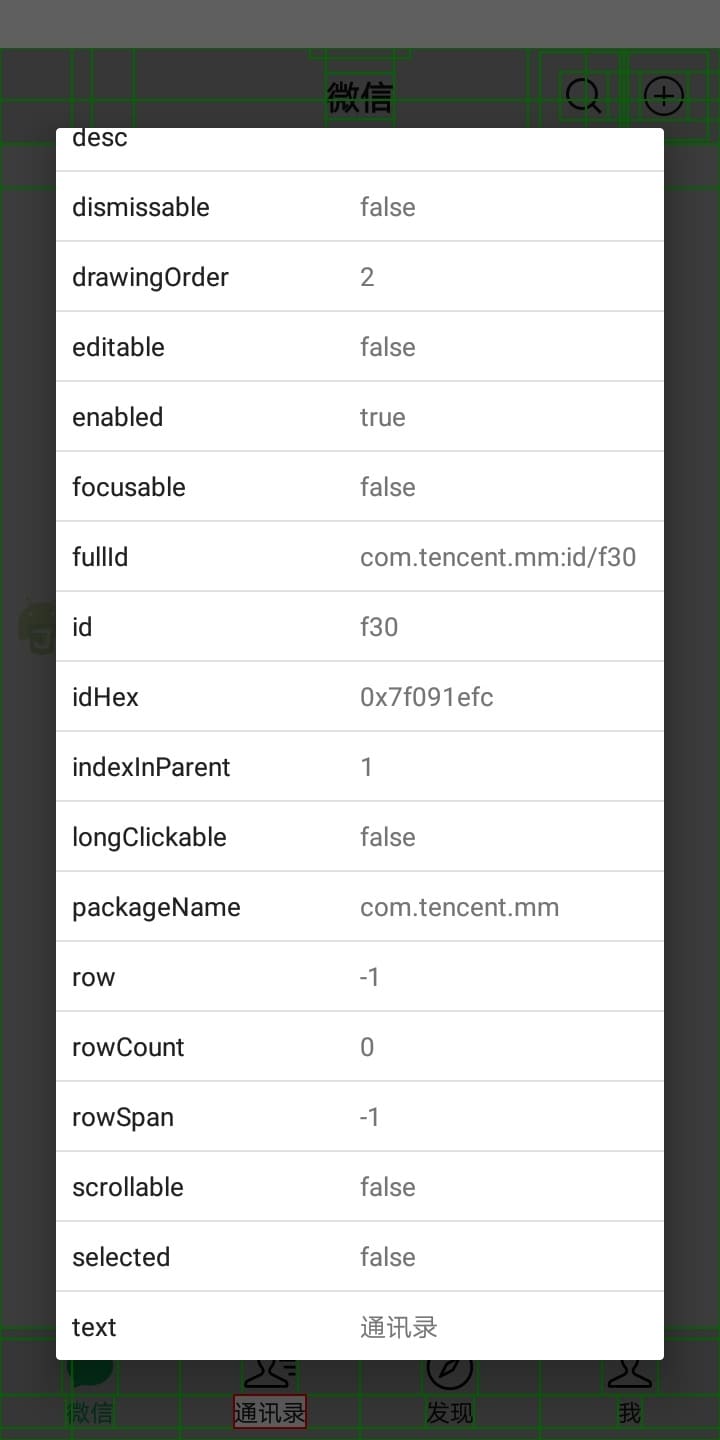 微信
desc
dismissable false
drawingOrder 2
editable false
enabled true
focusable false
fullId com.tencent.mm:id/f30
id f30
idHex 0x7f091efc
indexInParent 1
longClickable false
packageName com.tencent.mm
row -1
rowCount 0
rowSpan -1
scrollable false
selected false
text 通讯录
微信 通讯录 发现 我